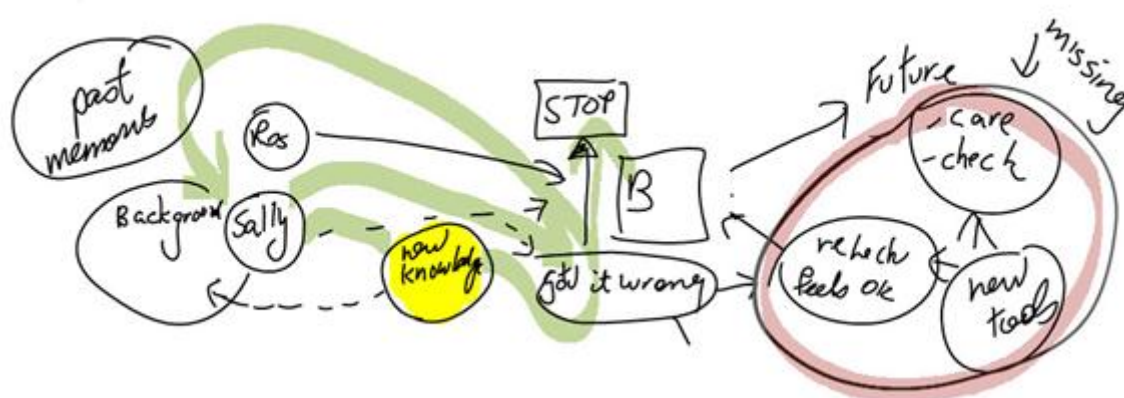 past
memories
Ros
Background
Sally
new
knowledge
STOP
B
got it wrong
Future
missing
- care
- check
recheck
feels ok
new
tools